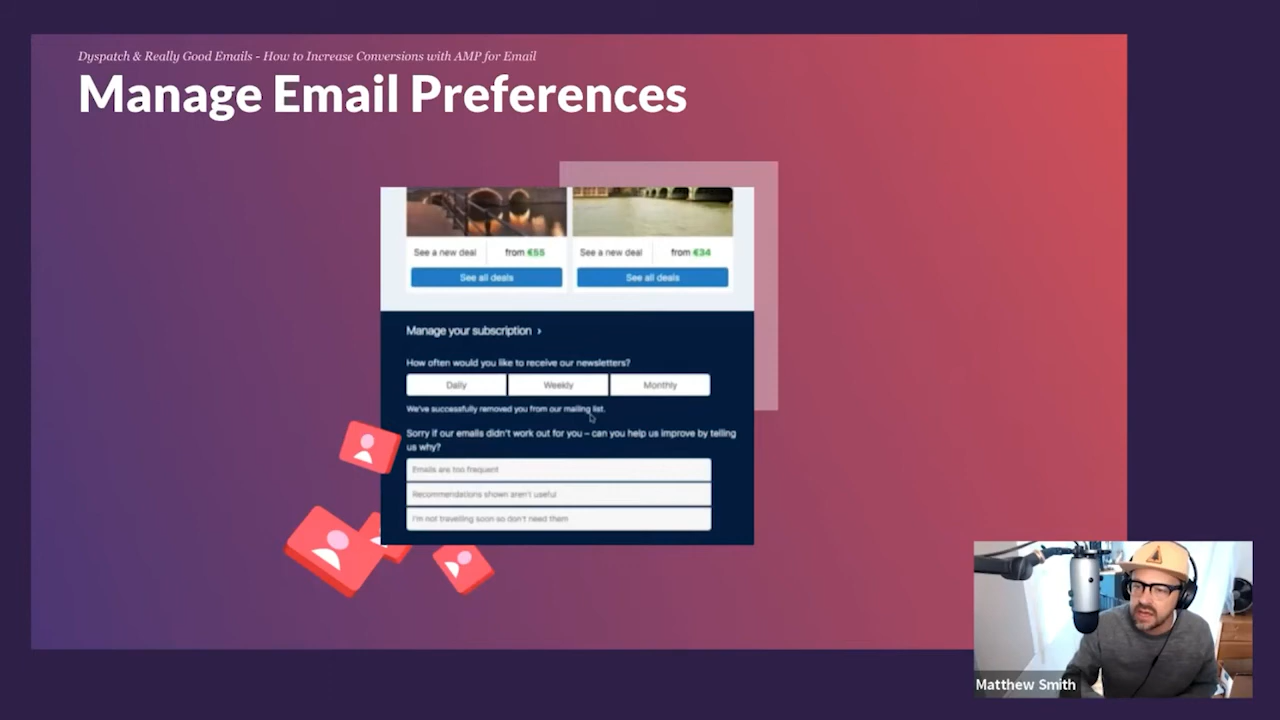 Dyspatch & Really Good Emails - How to Increase Conversions with AMP for Email
Manage Email Preferences
See a new deal from €55
See a new deal from €34
See all deals
See all deals
Manage your subscription ›
How often would you like to receive our newsletters?
Daily Weekly Monthly
We've successfully removed you from our mailing list.
Sorry if our emails didn't work out for you – can you help us improve by telling
us why?
Emails are too frequent
Recommendations shown aren't useful
I'm not travelling soon so don't need them
Matthew Smith